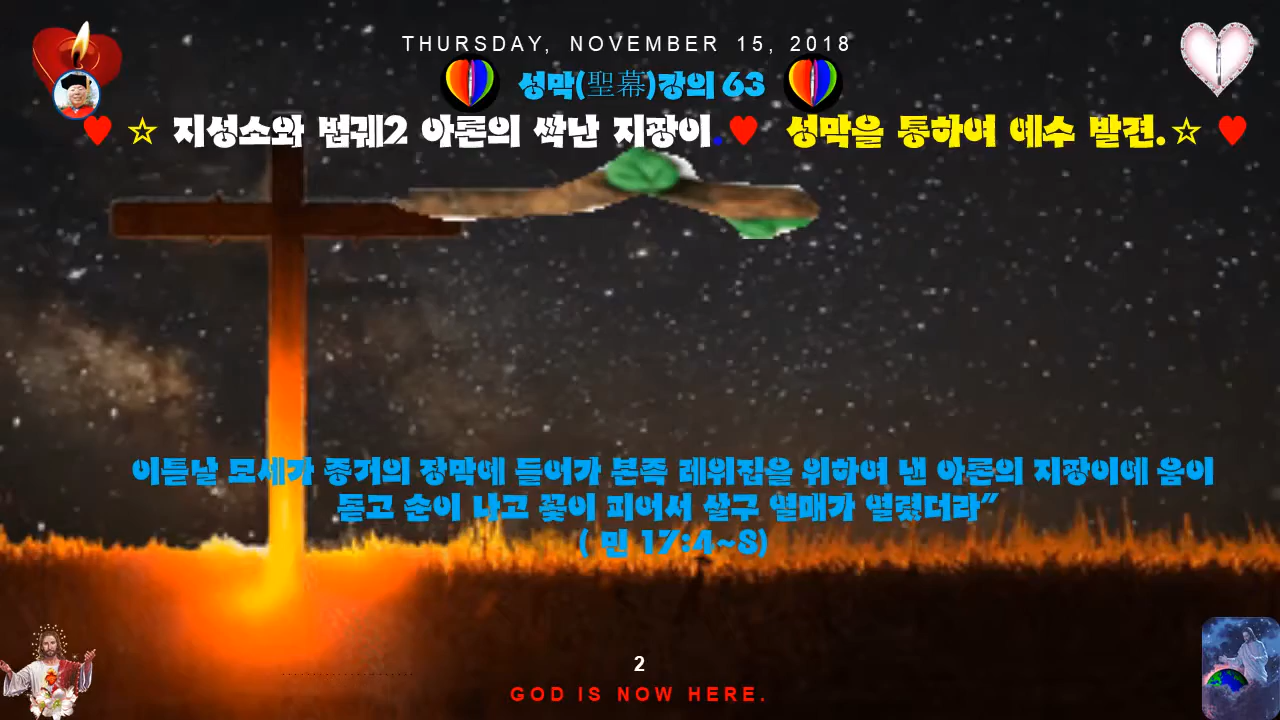 THURSDAY, NOVEMBER 15, 2018
성막(聖幕)강의 63
♥ ☆ 지성소와 법궤2 아론의 싹난 지팡이.♥ 성막을 통하여 예수 발견.☆ ♥
이튿날 모세가 증거의 장막에 들어가 본즉 레위집을 위하여 낸 아론의 지팡이에 움이
돋고 순이 나고 꽃이 피어서 살구 열매가 열렸더라"
( 민 17:4~8)
2
GOD IS NOW HERE.